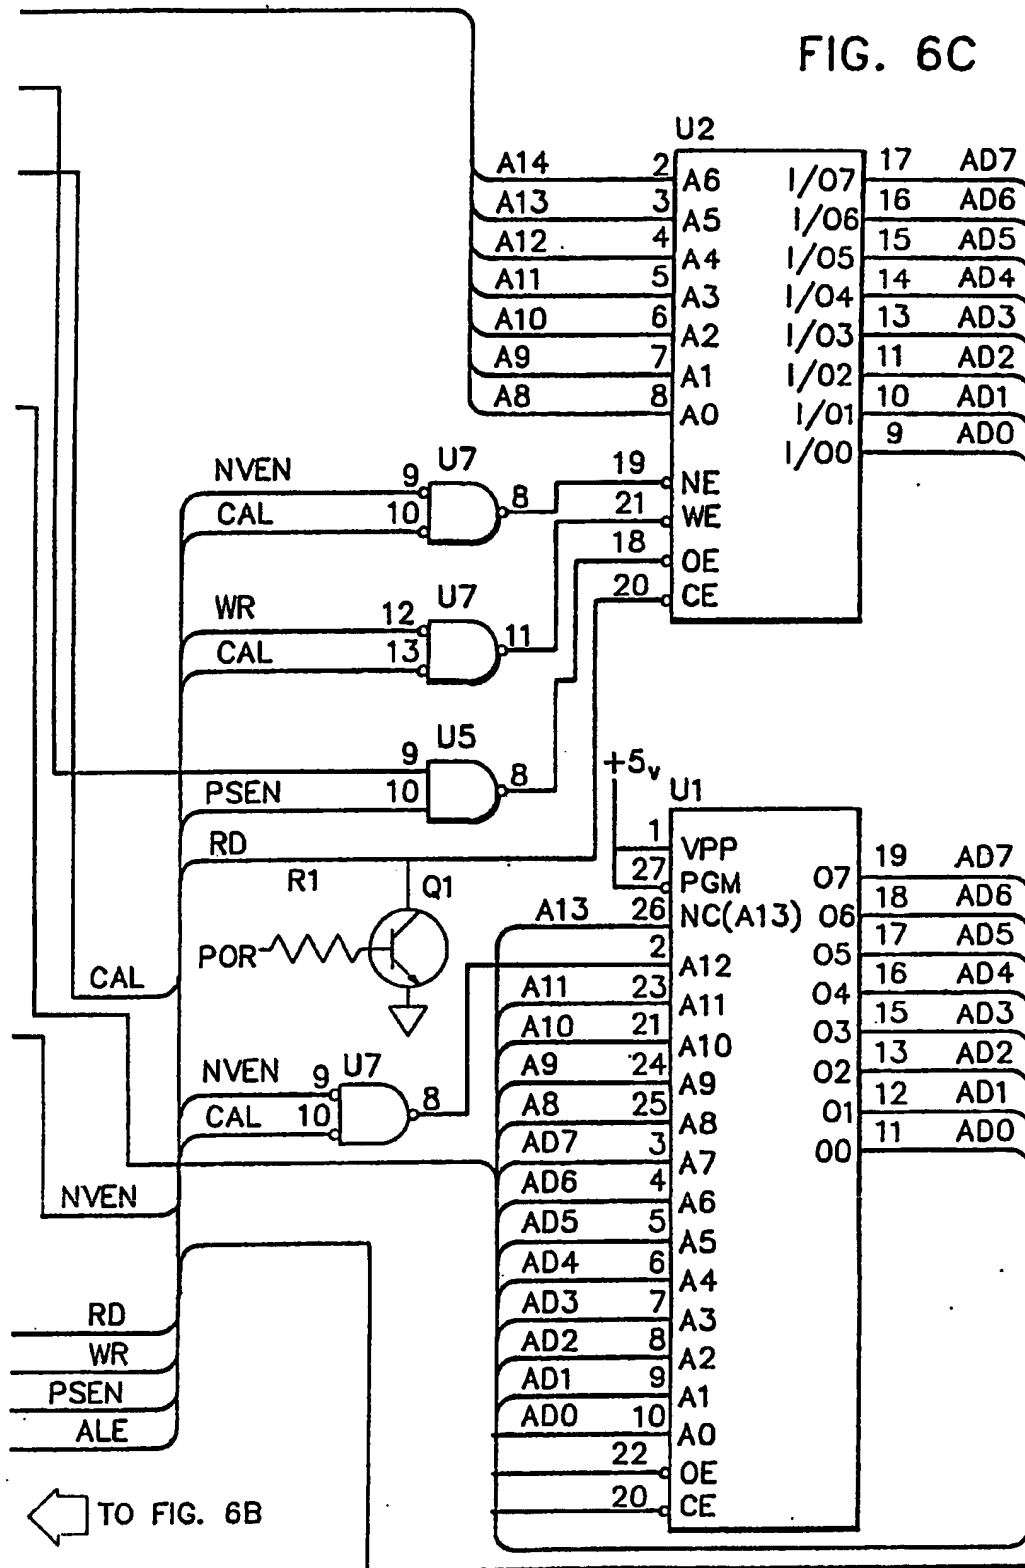 FIG. 6C
U2
A14 2 A6 I/O7 17 AD7
A13 3 A5 I/O6 16 AD6
A12 4 A4 I/O5 15 AD5
A11 5 A3 I/O4 14 AD4
A10 6 A2 I/O3 13 AD3
A9 7 A1 I/O2 11 AD2
A8 8 A0 I/O1 10 AD1
I/O0 9 AD0
U7
NVEN 9 8 19 NE
CAL 10 21 WE
18 OE
U7
20 CE
WR 12 11
CAL 13
U5
9 8
PSEN 10
+5v
U1
RD
1 VPP O7 19 AD7
R1 Q1
27 PGM O6 18 AD6
A13 26 NC(A13) O5 17 AD5
POR
2 A12 O4 16 AD4
CAL
A11 23 A11 O3 15 AD3
A10 21 A10 O2 13 AD2
U7
NVEN 9 8
A9 24 A9 O1 12 AD1
CAL 10
A8 25 A8 O0 11 AD0
AD7 3 A7
NVEN
AD6 4 A6
AD5 5 A5
AD4 6 A4
RD
AD3 7 A3
WR
AD2 8 A2
PSEN
AD1 9 A1
ALE
AD0 10 A0
22 OE
20 CE
TO FIG. 6B